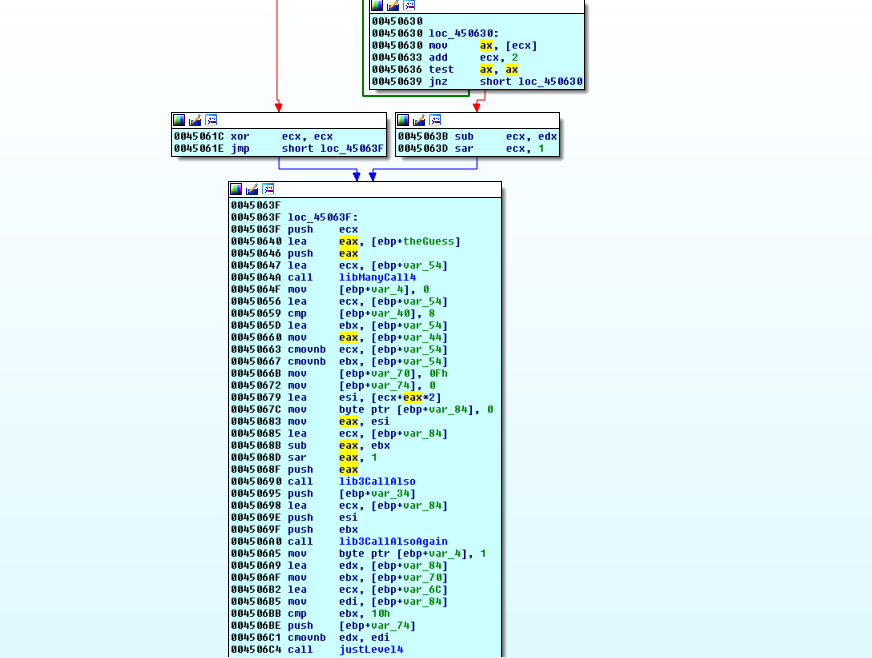 00450630
00450630 loc_450630:
00450630 mov ax, [ecx]
00450633 add ecx, 2
00450636 test ax, ax
00450639 jnz short loc_450630
0045061C xor ecx, ecx
0045061E jmp short loc_45063F
0045063B sub ecx, edx
0045063D sar ecx, 1
0045063F
0045063F loc_45063F:
0045063F push ecx
00450640 lea eax, [ebp+theGuess]
00450646 push eax
00450647 lea ecx, [ebp+var_54]
0045064A call libManyCall4
0045064F mov [ebp+var_4], 0
00450656 lea ecx, [ebp+var_54]
00450659 cmp [ebp+var_40], 8
0045065D lea ebx, [ebp+var_54]
00450660 mov eax, [ebp+var_44]
00450663 cmovnb ecx, [ebp+var_54]
00450667 cmovnb ebx, [ebp+var_54]
0045066B mov [ebp+var_70], 0Fh
00450672 mov [ebp+var_74], 0
00450679 lea esi, [ecx+eax*2]
0045067C mov byte ptr [ebp+var_84], 0
00450683 mov eax, esi
00450685 lea ecx, [ebp+var_84]
0045068B sub eax, ebx
0045068D sar eax, 1
0045068F push eax
00450690 call lib3CallAlso
00450695 push [ebp+var_34]
00450698 lea ecx, [ebp+var_84]
0045069E push esi
0045069F push ebx
004506A0 call lib3CallAlsoAgain
004506A5 mov byte ptr [ebp+var_4], 1
004506A9 lea edx, [ebp+var_84]
004506AF mov ebx, [ebp+var_70]
004506B2 lea ecx, [ebp+var_6C]
004506B5 mov edi, [ebp+var_84]
004506BB cmp ebx, 10h
004506BE push [ebp+var_74]
004506C1 cmovnb edx, edi
004506C4 call justLevel4